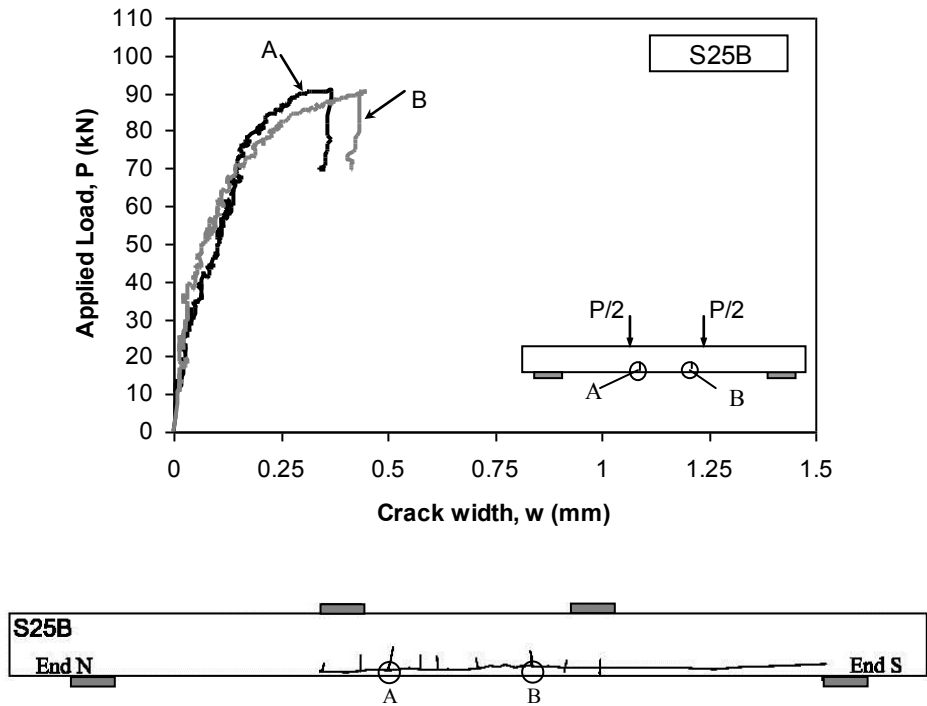 110
100
90
80
70
60
50
40
30
20
10
0
Applied Load, P (kN)
A
B
S25B
P/2 P/2
A B
0 0.25 0.5 0.75 1 1.25 1.5
Crack width, w (mm)
S25B
End N End S
A B